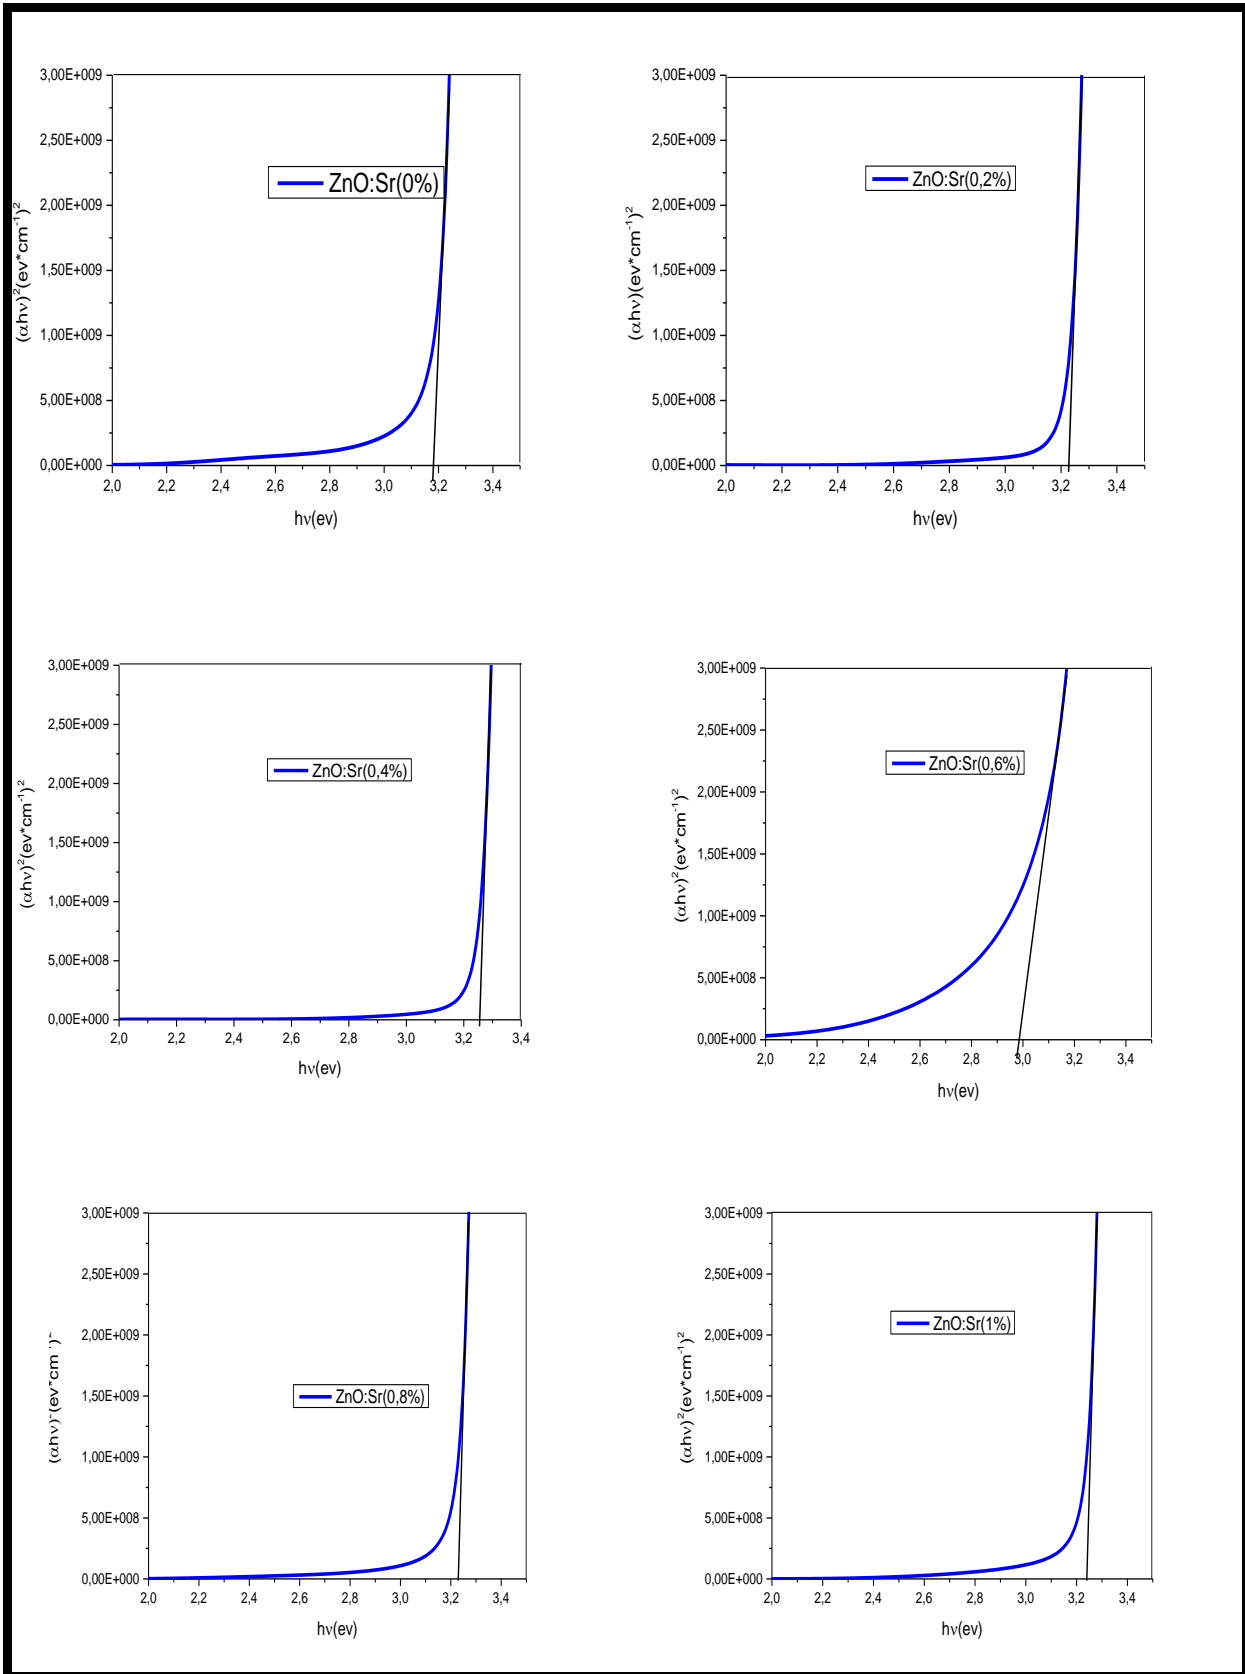 3,00E+009
2,50E+009
2,00E+009
1,50E+009
1,00E+009
5,00E+008
0,00E+000
(αhν)²(ev*cm⁻¹)²
ZnO:Sr(0%)
2,0 2,2 2,4 2,6 2,8 3,0 3,2 3,4
hν(ev)
3,00E+009
2,50E+009
2,00E+009
1,50E+009
1,00E+009
5,00E+008
0,00E+000
(αhν)(ev*cm⁻¹)²
ZnO:Sr(0,2%)
2,0 2,2 2,4 2,6 2,8 3,0 3,2 3,4
hν(ev)
3,00E+009
2,50E+009
2,00E+009
1,50E+009
1,00E+009
5,00E+008
0,00E+000
(αhν)²(ev*cm⁻¹)²
ZnO:Sr(0,4%)
2,0 2,2 2,4 2,6 2,8 3,0 3,2 3,4
hν(ev)
3,00E+009
2,50E+009
2,00E+009
1,50E+009
1,00E+009
5,00E+008
0,00E+000
(αhν)²(ev*cm⁻¹)²
ZnO:Sr(0,6%)
2,0 2,2 2,4 2,6 2,8 3,0 3,2 3,4
hν(ev)
3,00E+009
2,50E+009
2,00E+009
1,50E+009
1,00E+009
5,00E+008
0,00E+000
ZnO:Sr(0,8%)
2,0 2,2 2,4 2,6 2,8 3,0 3,2 3,4
hν(ev)
3,00E+009
2,50E+009
2,00E+009
1,50E+009
1,00E+009
5,00E+008
0,00E+000
(αhν)²(ev*cm⁻¹)²
ZnO:Sr(1%)
2,0 2,2 2,4 2,6 2,8 3,0 3,2 3,4
hν(ev)